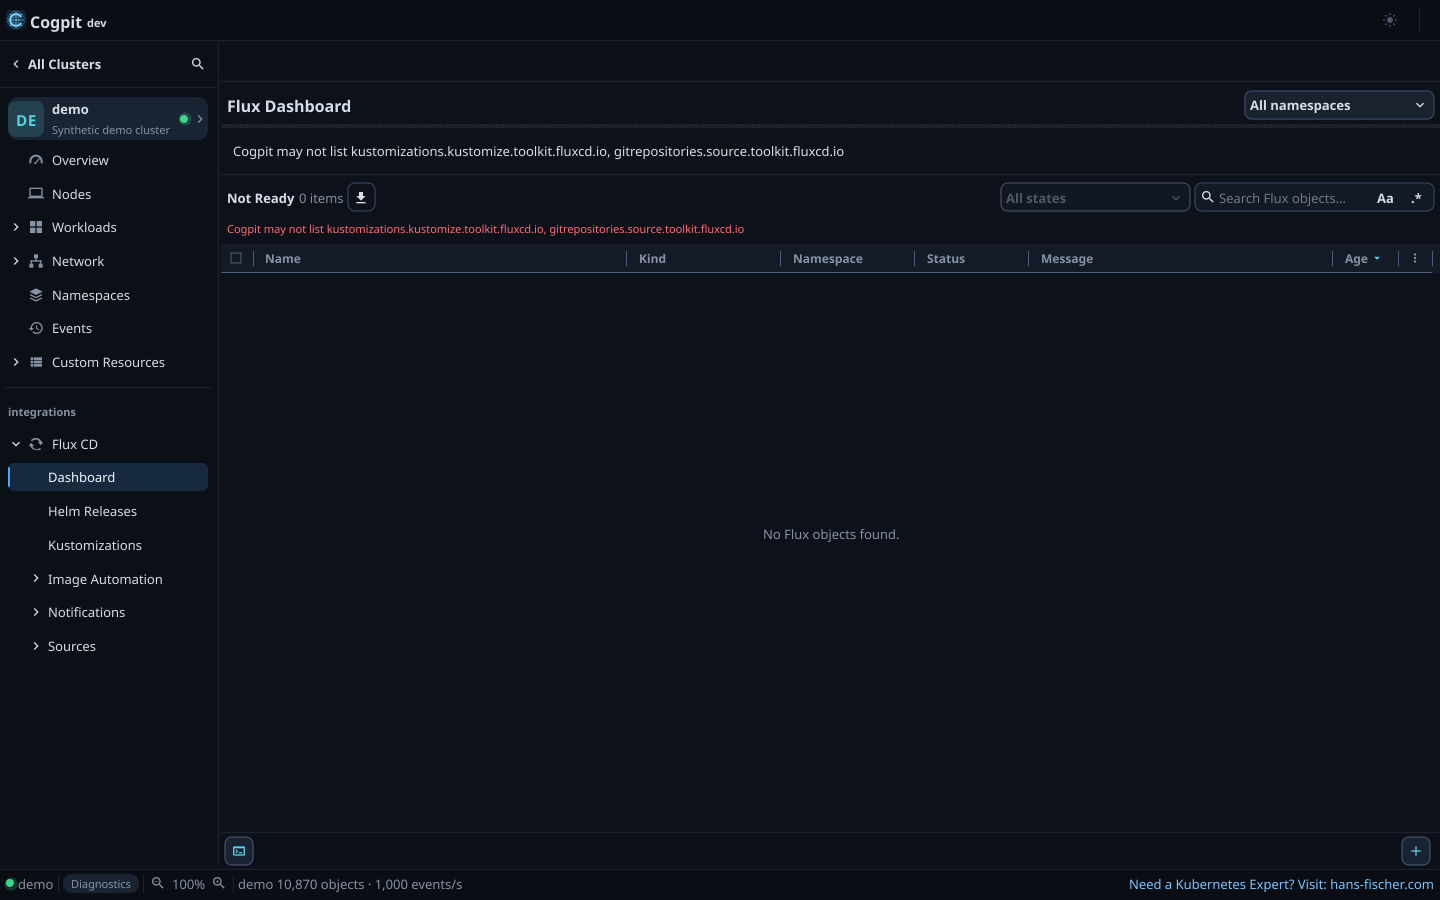 Cogpit dev
All Clusters
DE
demo
Synthetic demo cluster
Overview
Nodes
Workloads
Network
Namespaces
Events
Custom Resources
integrations
Flux CD
Dashboard
Helm Releases
Kustomizations
Image Automation
Notifications
Sources
Flux Dashboard
All namespaces
Cogpit may not list kustomizations.kustomize.toolkit.fluxcd.io, gitrepositories.source.toolkit.fluxcd.io
Not Ready 0 items
All states
Search Flux objects...
Aa
.*
Cogpit may not list kustomizations.kustomize.toolkit.fluxcd.io, gitrepositories.source.toolkit.fluxcd.io
Name Kind Namespace Status Message Age
No Flux objects found.
demo
Diagnostics
100%
demo 10,870 objects · 1,000 events/s
Need a Kubernetes Expert? Visit: hans-fischer.com